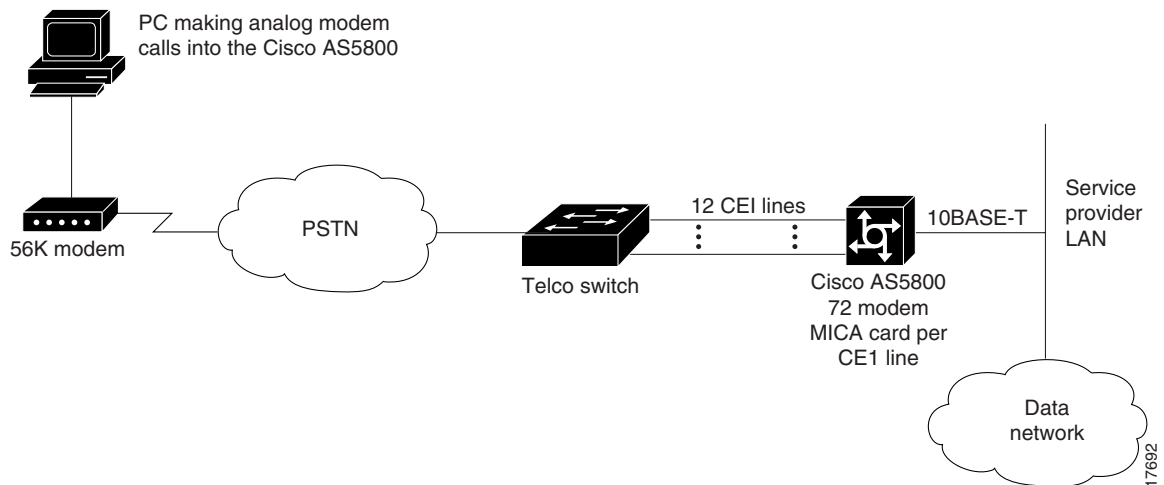 PC making analog modem
calls into the Cisco AS5800
56K modem
PSTN
Telco switch
12 CEI lines
Cisco AS5800
72 modem
MICA card per
CE1 line
10BASE-T
Service
provider
LAN
Data
network
17692